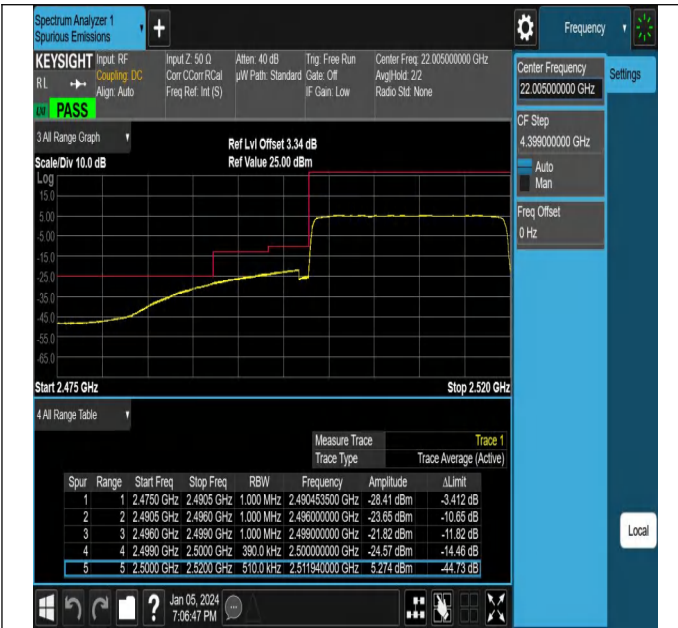 Spectrum Analyzer 1
Spurious Emissions
+
Frequency
KEYSIGHT
RL
PASS
Input: RF
Coupling: DC
Align: Auto
Input Z: 50 Ω
Corr CCorr RCal
Freq Ref: Int (S)
Atten: 40 dB
µW Path: Standard
Trig: Free Run
Gate: Off
IF Gain: Low
Center Freq: 22.005000000 GHz
Avg|Hold: 2/2
Radio Std: None
Center Frequency
22.005000000 GHz
Settings
CF Step
4.399000000 GHz
Auto
Man
Freq Offset
0 Hz
Local
3 All Range Graph
Scale/Div 10.0 dB
Ref Lvl Offset 3.34 dB
Ref Value 25.00 dBm
Log
15.0
5.00
-5.00
-15.0
-25.0
-35.0
-45.0
-55.0
-65.0
Start 2.475 GHz
Stop 2.520 GHz
4 All Range Table
Measure Trace Trace 1
Trace Type Trace Average (Active)
Spur Range Start Freq Stop Freq RBW Frequency Amplitude ΔLimit
1 1 2.4750 GHz 2.4905 GHz 1.000 MHz 2.490453500 GHz -28.41 dBm -3.412 dB
2 2 2.4905 GHz 2.4960 GHz 1.000 MHz 2.496000000 GHz -23.65 dBm -10.65 dB
3 3 2.4960 GHz 2.4990 GHz 1.000 MHz 2.499000000 GHz -21.82 dBm -11.82 dB
4 4 2.4990 GHz 2.5000 GHz 390.0 kHz 2.500000000 GHz -24.57 dBm -14.46 dB
5 5 2.5000 GHz 2.5200 GHz 510.0 kHz 2.511940000 GHz 5.274 dBm -44.73 dB
?
Jan 05, 2024
7:06:47 PM